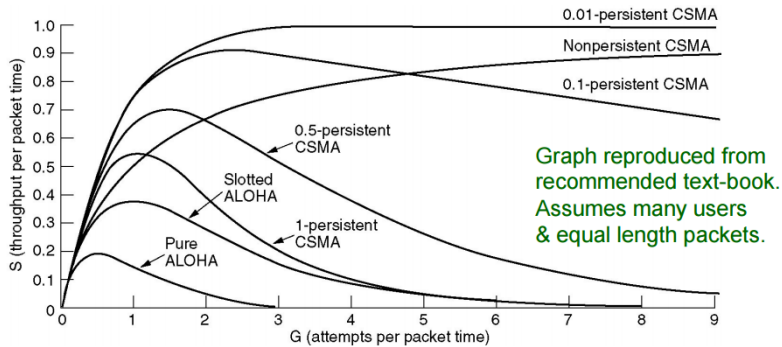 0.01-persistent CSMA
Nonpersistent CSMA
0.1-persistent CSMA
0.5-persistent
CSMA
Slotted
ALOHA
Pure
ALOHA
1-persistent
CSMA
Graph reproduced from
recommended text-book.
Assumes many users
& equal length packets.
S (throughput per packet time)
1.0
0.9
0.8
0.7
0.6
0.5
0.4
0.3
0.2
0.1
0
0 1 2 3 4 5 6 7 8 9
G (attempts per packet time)